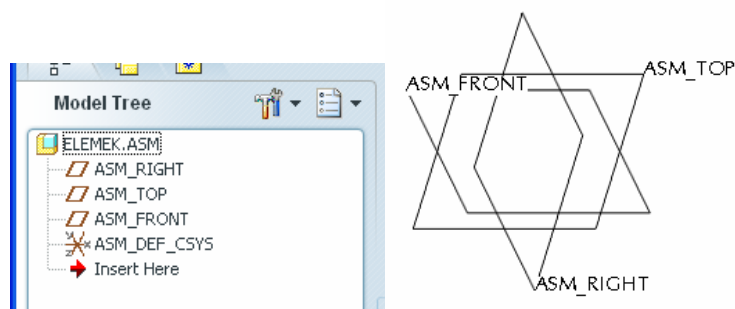 Model Tree
ELEMEK.ASM
ASM_RIGHT
ASM_TOP
ASM_FRONT
ASM_DEF_CSYS
Insert Here
ASM_TOP
ASM_FRONT
ASM_RIGHT